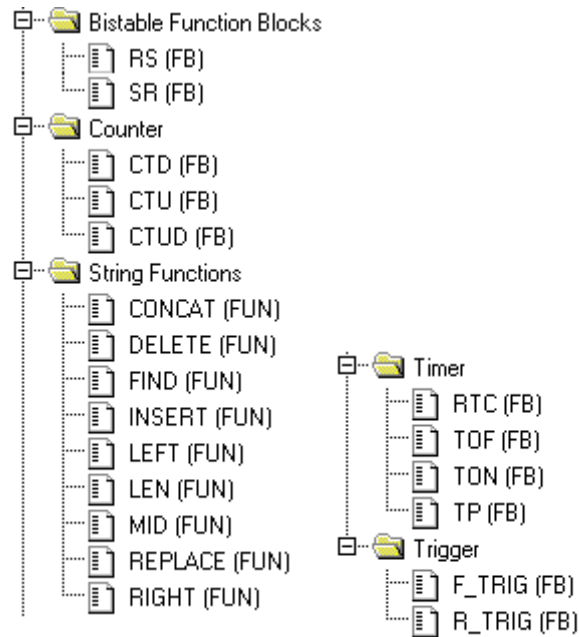 Bistable Function Blocks
RS (FB)
SR (FB)
Counter
CTD (FB)
CTU (FB)
CTUD (FB)
String Functions
CONCAT (FUN)
DELETE (FUN)
FIND (FUN)
INSERT (FUN)
LEFT (FUN)
LEN (FUN)
MID (FUN)
REPLACE (FUN)
RIGHT (FUN)
Timer
RTC (FB)
TOF (FB)
TON (FB)
TP (FB)
Trigger
F_TRIG (FB)
R_TRIG (FB)